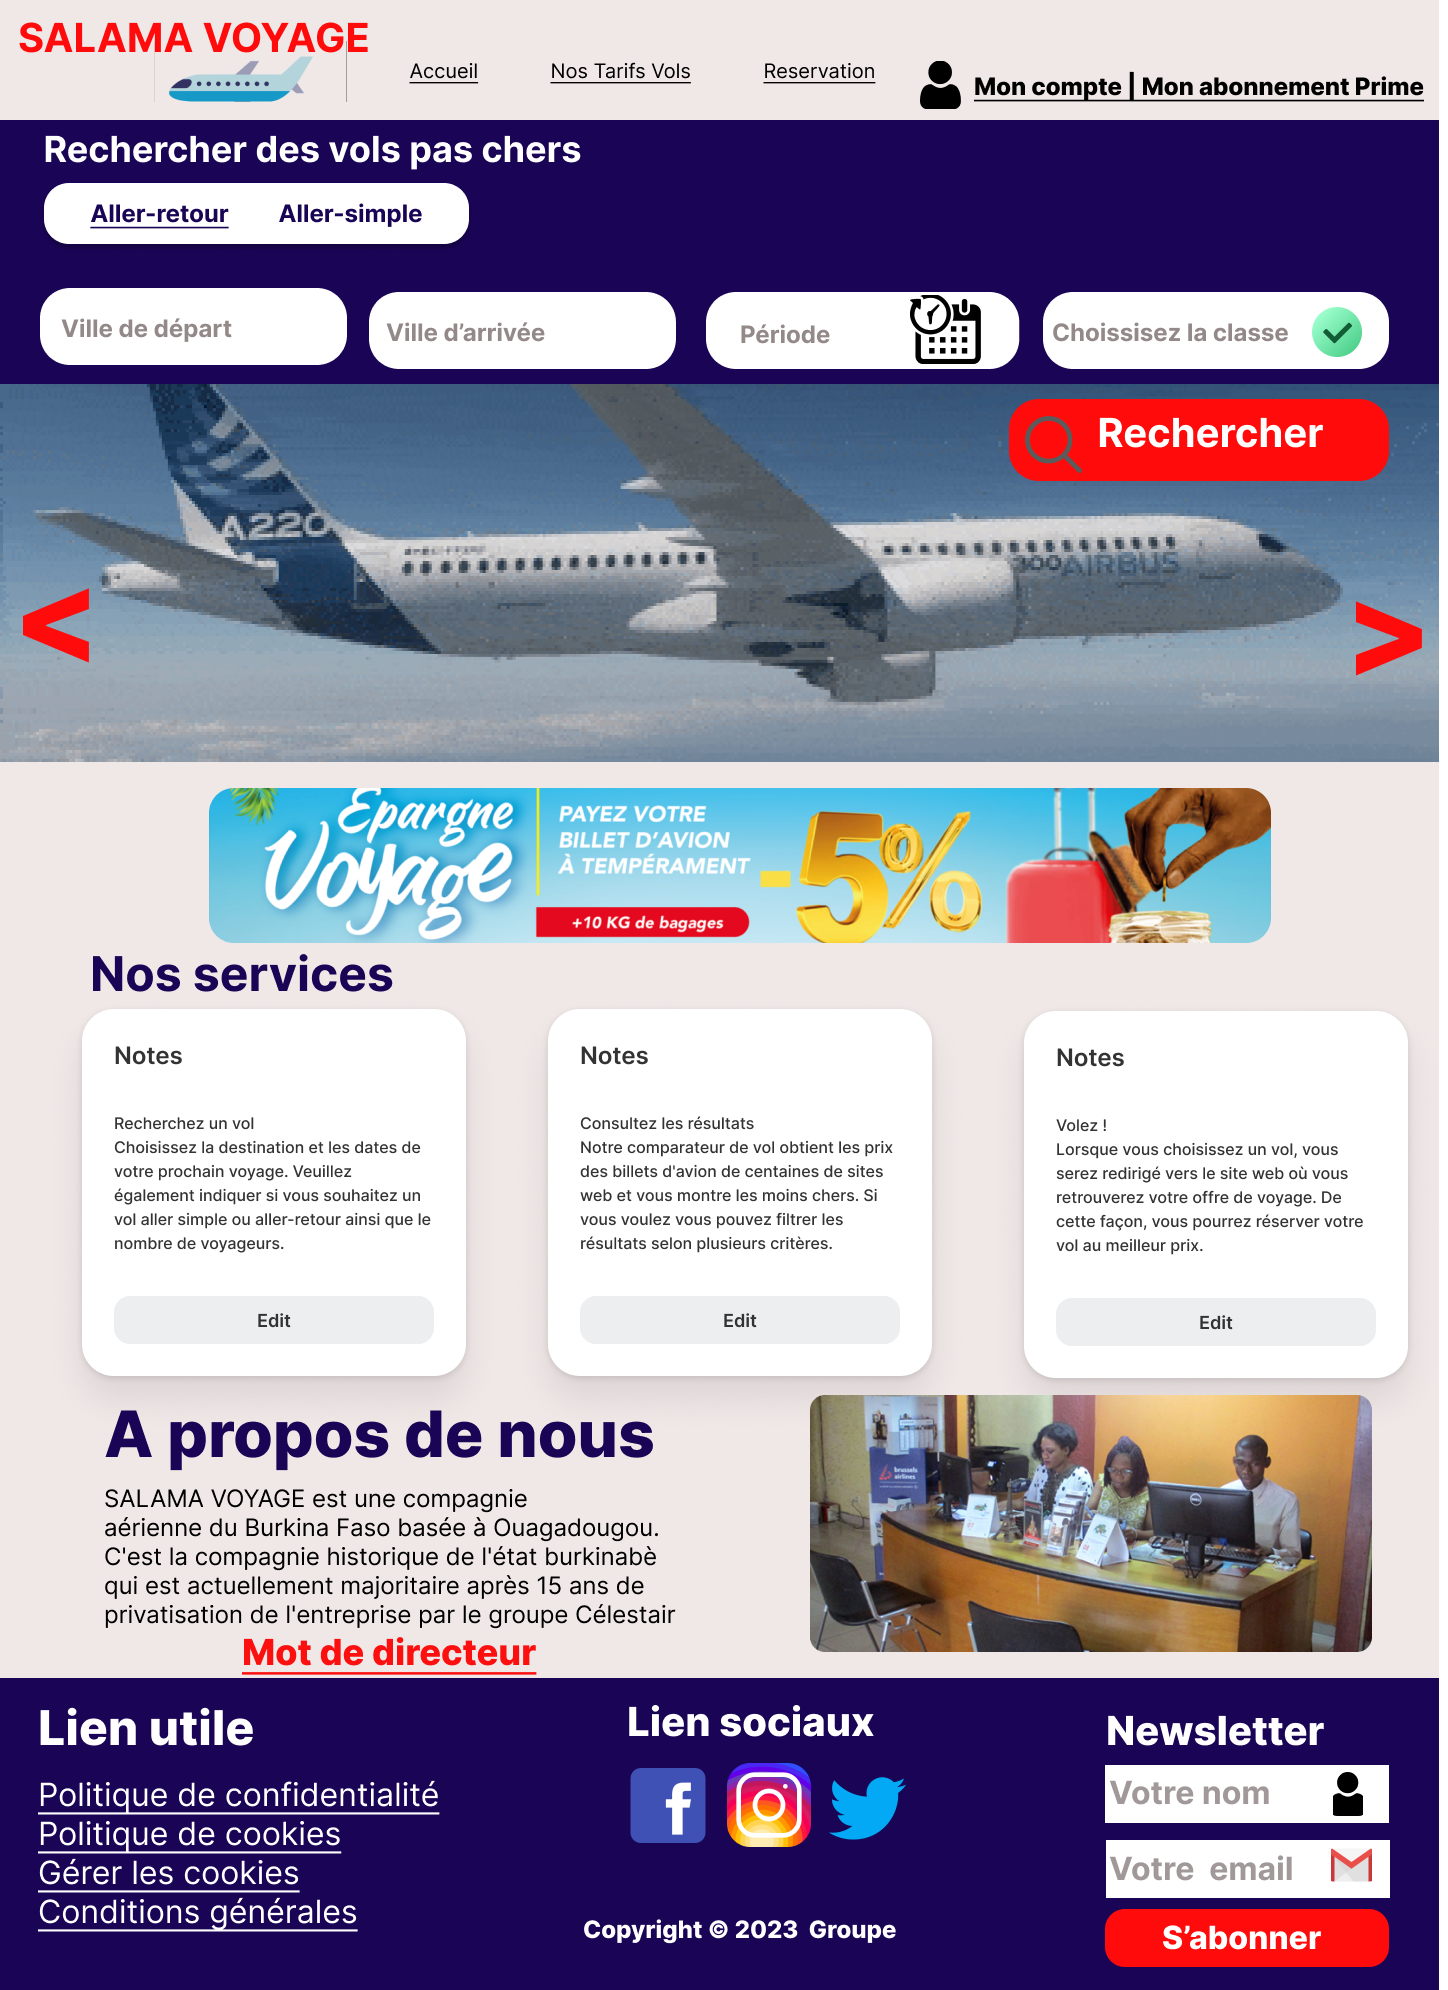 SALAMA VOYAGE
Accueil
Nos Tarifs Vols
Reservation
Mon compte | Mon abonnement Prime
Rechercher des vols pas chers
Aller-retour
Aller-simple
Ville de départ
Ville d’arrivée
Période
Choissisez la classe
Rechercher
A220
300 AIRBUS
<
>
Epargne
Voyage
PAYEZ VOTRE
BILLET D’AVION
À TEMPÉRAMENT
+10 KG de bagages
-5%
Nos services
Notes
Recherchez un vol
Choisissez la destination et les dates de
votre prochain voyage. Veuillez
également indiquer si vous souhaitez un
vol aller simple ou aller-retour ainsi que le
nombre de voyageurs.
Edit
Notes
Consultez les résultats
Notre comparateur de vol obtient les prix
des billets d'avion de centaines de sites
web et vous montre les moins chers. Si
vous voulez vous pouvez filtrer les
résultats selon plusieurs critères.
Edit
Notes
Volez !
Lorsque vous choisissez un vol, vous
serez redirigé vers le site web où vous
retrouverez votre offre de voyage. De
cette façon, vous pourrez réserver votre
vol au meilleur prix.
Edit
A propos de nous
SALAMA VOYAGE est une compagnie
aérienne du Burkina Faso basée à Ouagadougou.
C'est la compagnie historique de l'état burkinabè
qui est actuellement majoritaire après 15 ans de
privatisation de l'entreprise par le groupe Célestair
Mot de directeur
brussels
airlines
DELL
Lien utile
Politique de confidentialité
Politique de cookies
Gérer les cookies
Conditions générales
Lien sociaux
Copyright © 2023 Groupe
Newsletter
Votre nom
Votre email
S’abonner